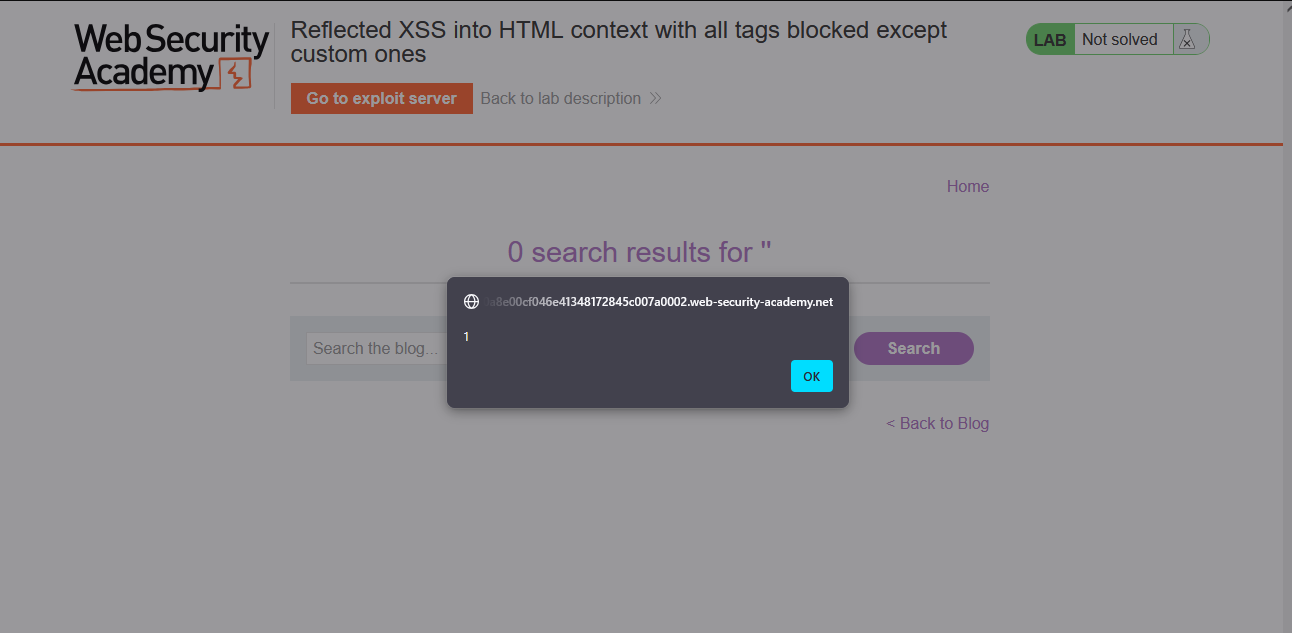 Web Security
Academy
Reflected XSS into HTML context with all tags blocked except
custom ones
Go to exploit server
Back to lab description
LAB
Not solved
Home
0 search results for "
a8e00cf046e41348172845c007a0002.web-security-academy.net
1
OK
Search the blog...
Search
< Back to Blog